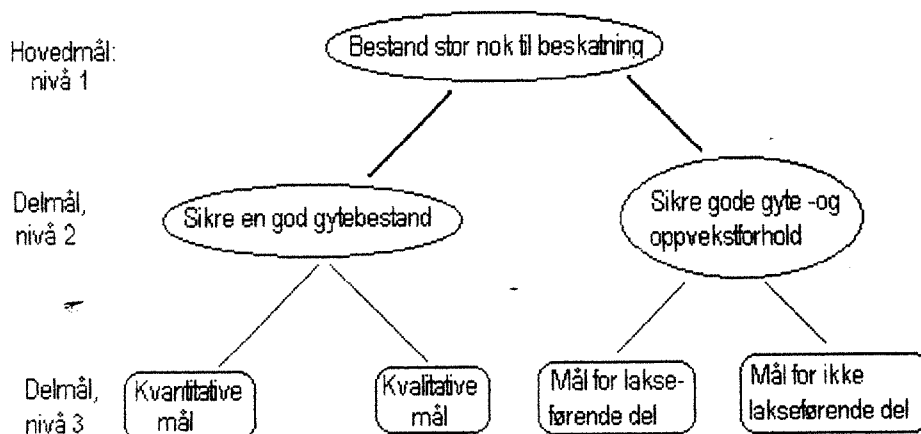 Hovedmål:
nivå 1
Bestand stor nok til beskatning
Delmål,
nivå 2
Sikre en god gytebestand
Sikre gode gyte -og
oppvekstforhold
Delmål,
nivå 3
Kvantitative
mål
Kvalitative
mål
Mål for lakse-
førende del
Mål for ikke
lakseførende del